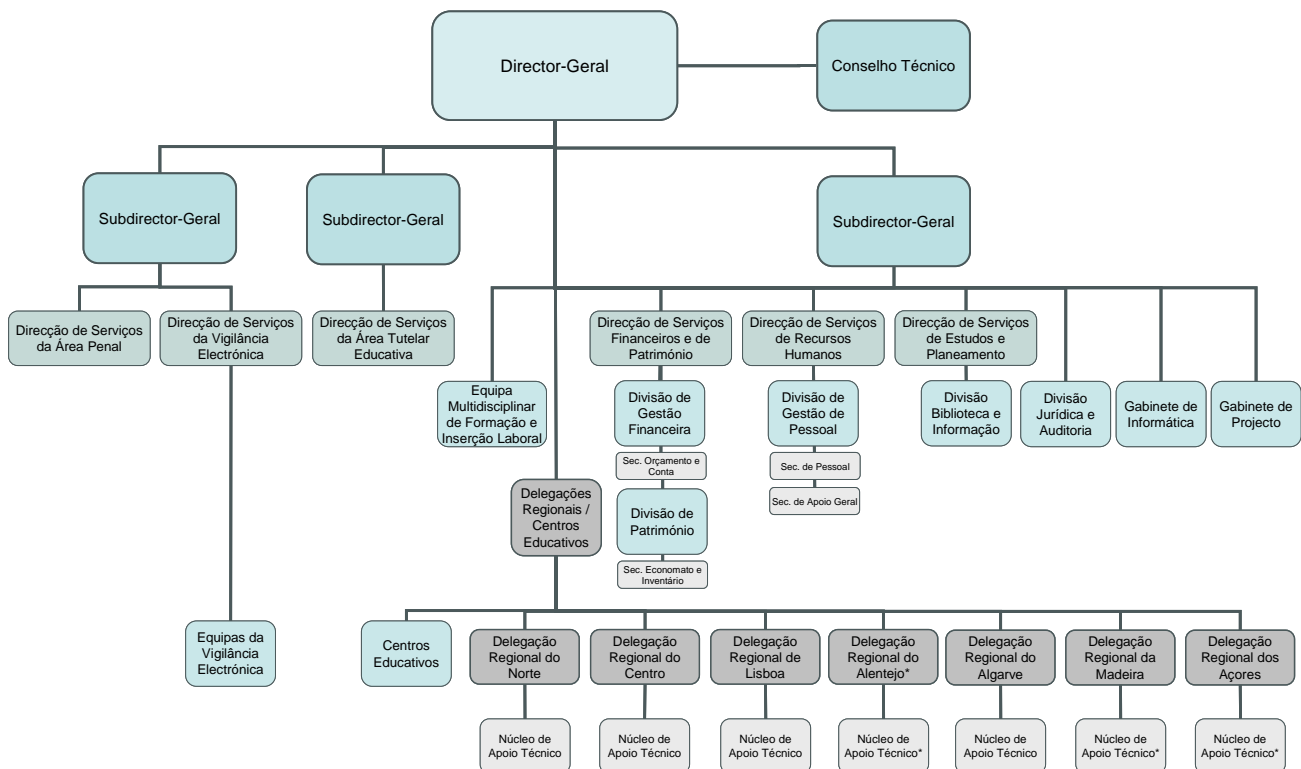 Director-Geral
Conselho Técnico
Subdirector-Geral
Subdirector-Geral
Subdirector-Geral
Direcção de Serviços
da Área Penal
Direcção de Serviços
da Vigilância
Electrónica
Direcção de Serviços
da Área Tutelar
Educativa
Direcção de Serviços
Financeiros e de
Património
Direcção de Serviços
de Recursos
Humanos
Direcção de Serviços
de Estudos e
Planeamento
Equipa
Multidisciplinar
de Formação e
Inserção Laboral
Divisão de
Gestão
Financeira
Divisão de
Gestão de
Pessoal
Divisão
Biblioteca e
Informação
Divisão
Jurídica e
Auditoria
Gabinete de
Informática
Gabinete de
Projecto
Sec. Orçamento e
Conta
Sec. de Pessoal
Sec. de Apoio Geral
Delegações
Regionais /
Centros
Educativos
Divisão de
Património
Sec. Economato e
Inventário
Equipas da
Vigilância
Electrónica
Centros
Educativos
Delegação
Regional do
Norte
Delegação
Regional do
Centro
Delegação
Regional de
Lisboa
Delegação
Regional do
Alentejo*
Delegação
Regional do
Algarve
Delegação
Regional da
Madeira
Delegação
Regional dos
Açores
Núcleo de
Apoio Técnico
Núcleo de
Apoio Técnico
Núcleo de
Apoio Técnico
Núcleo de
Apoio Técnico*
Núcleo de
Apoio Técnico
Núcleo de
Apoio Técnico*
Núcleo de
Apoio Técnico*